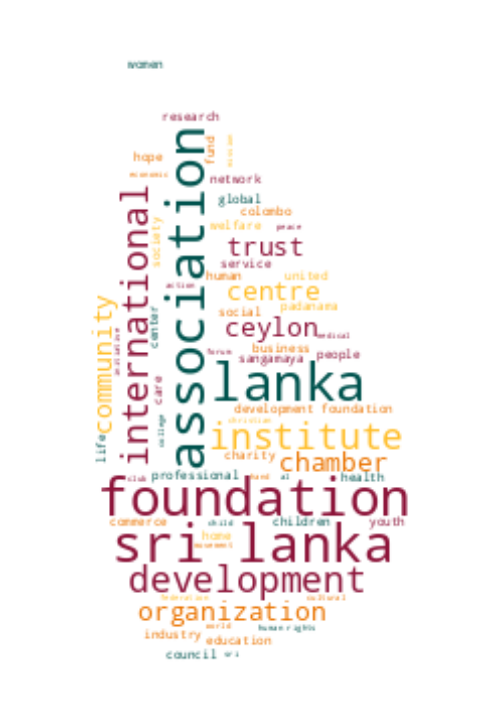 women
research
hope
fund
economic
network
association
international
global
colombo
society
welfare
peace
trust
service
human
united
action
centre
padanama
community
center
social
ceylon
medical
business
forum
sangamaya
people
lanka
care
development foundation
christian
college
institute
life
charity
chamber
professional
club
al
health
foundation
commerce
child
children
youth
home
movement
sri lanka
development
federation
cultural
organization
world
human rights
industry
education
council
sri